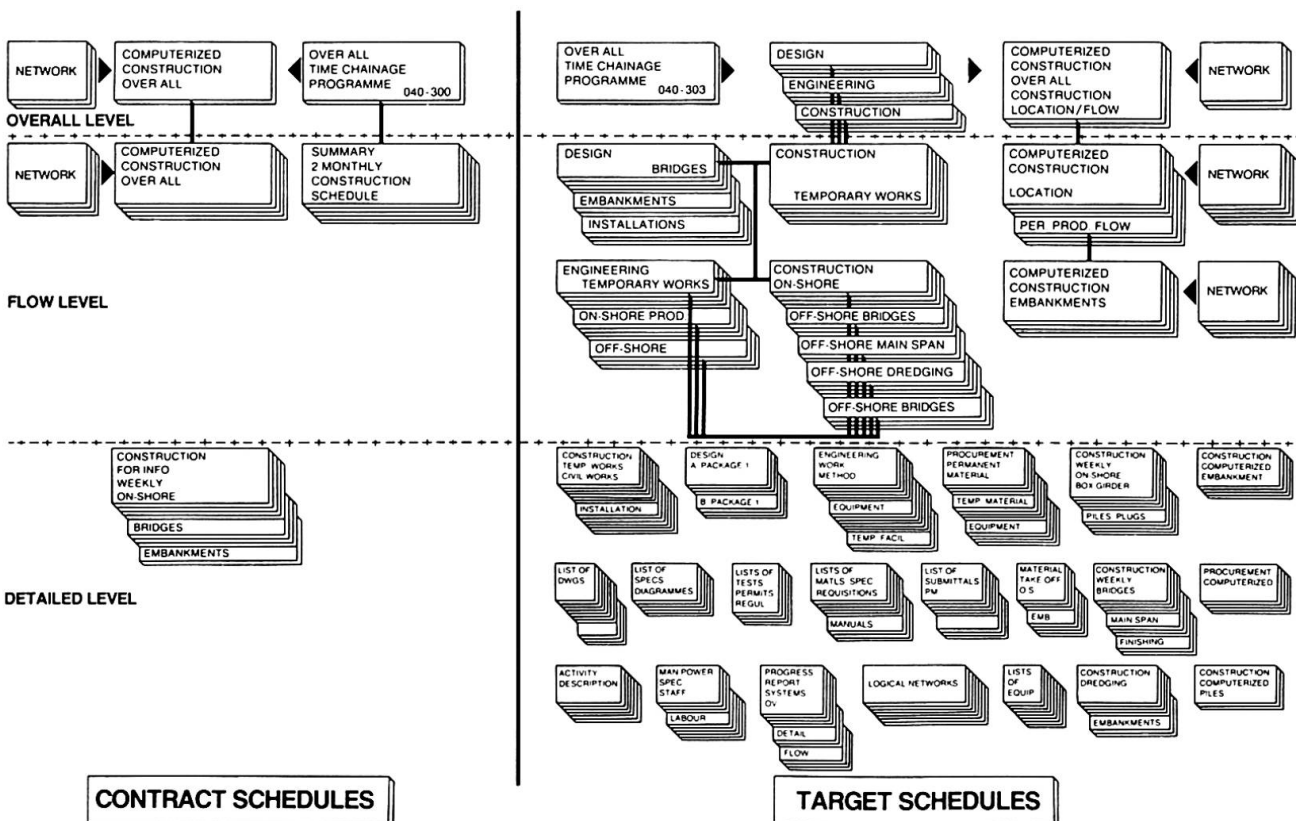 NETWORK
COMPUTERIZED
CONSTRUCTION
OVER ALL
OVER ALL
TIME CHAINAGE
PROGRAMME
040-300
OVERALL LEVEL
NETWORK
COMPUTERIZED
CONSTRUCTION
OVER ALL
SUMMARY
2 MONTHLY
CONSTRUCTION
SCHEDULE
FLOW LEVEL
CONSTRUCTION
FOR INFO
WEEKLY
ON-SHORE
BRIDGES
EMBANKMENTS
DETAILED LEVEL
CONTRACT SCHEDULES
OVER ALL
TIME CHAINAGE
PROGRAMME
040-303
DESIGN
ENGINEERING
CONSTRUCTION
COMPUTERIZED
CONSTRUCTION
OVER ALL
CONSTRUCTION
LOCATION/FLOW
NETWORK
DESIGN
BRIDGES
EMBANKMENTS
INSTALLATIONS
CONSTRUCTION
TEMPORARY WORKS
COMPUTERIZED
CONSTRUCTION
LOCATION
PER PROD. FLOW
NETWORK
ENGINEERING
TEMPORARY WORKS
ON-SHORE PROD
OFF-SHORE
CONSTRUCTION
ON-SHORE
OFF-SHORE BRIDGES
OFF-SHORE MAIN SPAN
OFF-SHORE DREDGING
OFF-SHORE BRIDGES
COMPUTERIZED
CONSTRUCTION
EMBANKMENTS
NETWORK
CONSTRUCTION
TEMP WORKS
CIVIL WORKS
INSTALLATION
DESIGN
A PACKAGE 1
B PACKAGE 1
ENGINEERING
WORK
METHOD
EQUIPMENT
TEMP FACIL
PROCUREMENT
PERMANENT
MATERIAL
TEMP MATERIAL
EQUIPMENT
CONSTRUCTION
WEEKLY
ON-SHORE
BOX GIRDER
PILES PLUGS
CONSTRUCTION
COMPUTERIZED
EMBANKMENT
LIST OF
DWGS
LIST OF
SPECS
DIAGRAMMES
LISTS OF
TESTS
PERMITS
REGUL
LISTS OF
MATLS SPEC
REQUISITIONS
MANUALS
LIST OF
SUBMITTALS
PM
MATERIAL
TAKE OFF
O S
EMB
CONSTRUCTION
WEEKLY
BRIDGES
MAIN SPAN
FINISHING
PROCUREMENT
COMPUTERIZED
ACTIVITY
DESCRIPTION
MAN POWER
SPEC
STAFF
LABOUR
PROGRESS
REPORT
SYSTEMS
OV
DETAIL
FLOW
LOGICAL NETWORKS
LISTS
OF
EQUIP
CONSTRUCTION
DREDGING
EMBANKMENTS
CONSTRUCTION
COMPUTERIZED
PILES
TARGET SCHEDULES